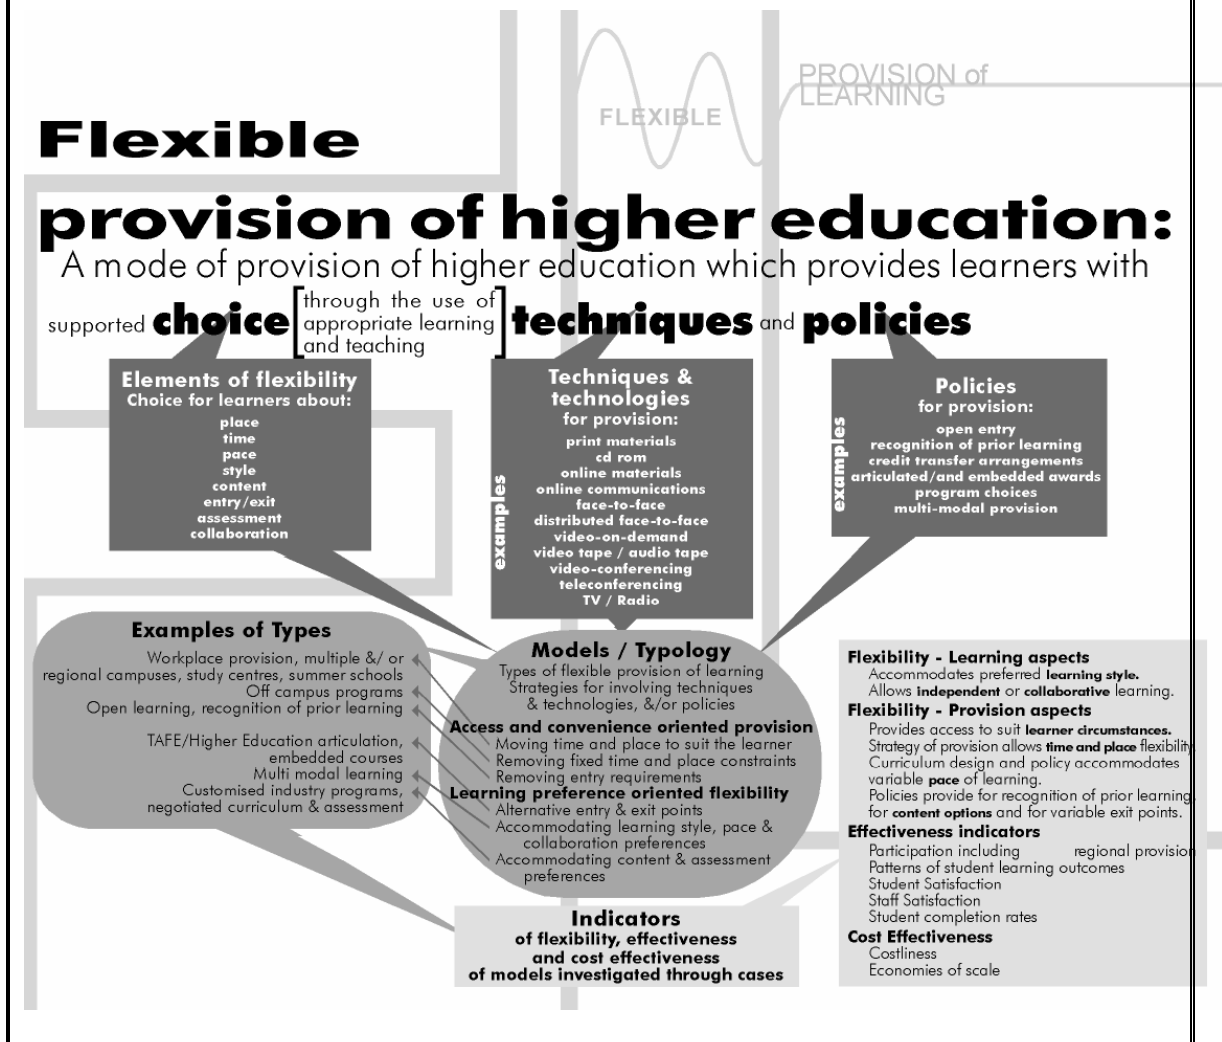 PROVISION of
LEARNING
FLEXIBLE
Flexible
provision of higher education:
A mode of provision of higher education which provides learners with
supported choice [through the use of
appropriate learning
and teaching] techniques and policies
Elements of flexibility
Choice for learners about:
place
time
pace
style
content
entry/exit
assessment
collaboration
Techniques &
technologies
for provision:
examples
print materials
cd rom
online materials
online communications
face-to-face
distributed face-to-face
video-on-demand
video tape / audio tape
video-conferencing
teleconferencing
TV / Radio
Policies
for provision:
examples
open entry
recognition of prior learning
credit transfer arrangements
articulated/and embedded awards
program choices
multi-modal provision
Examples of Types
Workplace provision, multiple &/ or
regional campuses, study centres, summer schools
Off campus programs
Open learning, recognition of prior learning
TAFE/Higher Education articulation,
embedded courses
Multi modal learning
Customised industry programs,
negotiated curriculum & assessment
Models / Typology
Types of flexible provision of learning
Strategies for involving techniques
& technologies, &/or policies
Access and convenience oriented provision
Moving time and place to suit the learner
Removing fixed time and place constraints
Removing entry requirements
Learning preference oriented flexibility
Alternative entry & exit points
Accommodating learning style, pace &
collaboration preferences
Accommodating content & assessment
preferences
Indicators
of flexibility, effectiveness
and cost effectiveness
of models investigated through cases
Flexibility - Learning aspects
Accommodates preferred learning style.
Allows independent or collaborative learning.
Flexibility - Provision aspects
Provides access to suit learner circumstances.
Strategy of provision allows time and place flexibility
Curriculum design and policy accommodates
variable pace of learning.
Policies provide for recognition of prior learning,
for content options and for variable exit points.
Effectiveness indicators
Participation including regional provision
Patterns of student learning outcomes
Student Satisfaction
Staff Satisfaction
Student completion rates
Cost Effectiveness
Costliness
Economies of scale